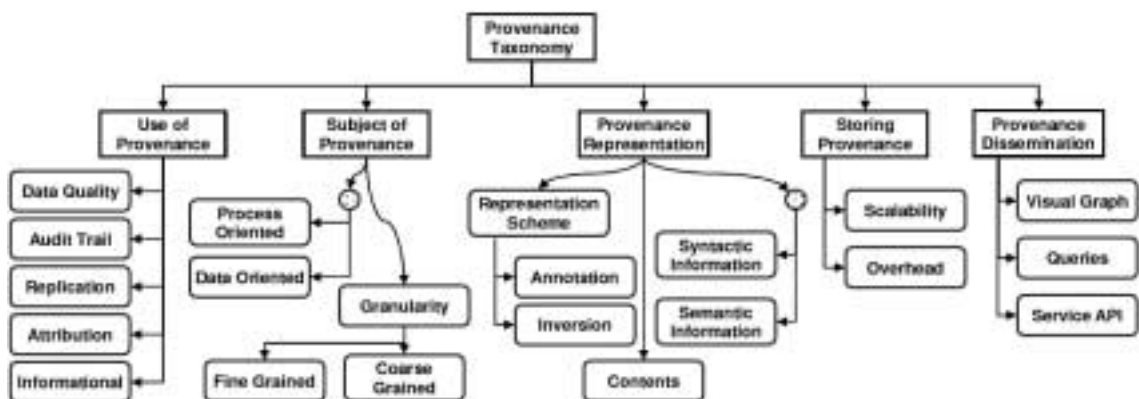 Provenance
Taxonomy
Use of
Provenance
Subject of
Provenance
Provenance
Representation
Storing
Provenance
Provenance
Dissemination
Data Quality
Audit Trail
Replication
Attribution
Informational
Process
Oriented
Data Oriented
Granularity
Fine Grained
Coarse
Grained
Representation
Scheme
Annotation
Inversion
Contents
Syntactic
Information
Semantic
Information
Scalability
Overhead
Visual Graph
Queries
Service API